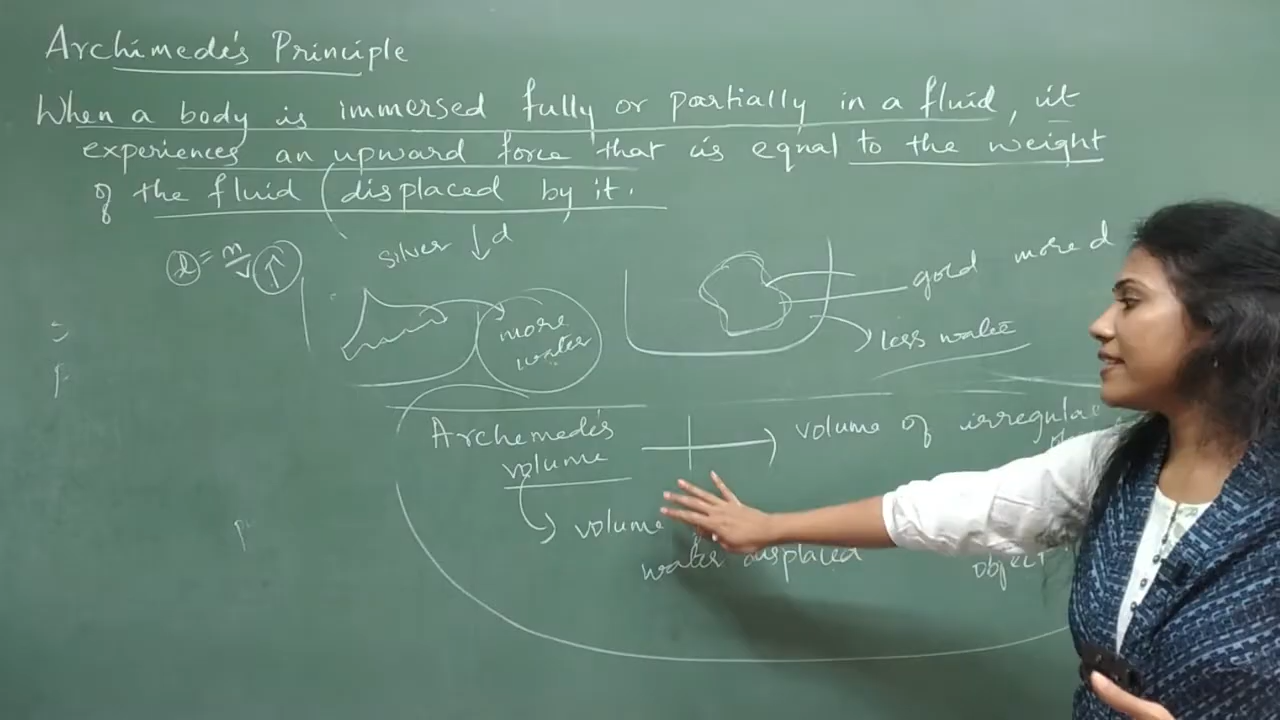 Archimede's Principle
When a body is immersed fully or partially in a fluid, it
experiences an upward force that is equal to the weight
of the fluid (displaced by it.
d = m/v ↑
silver ↓ d
more
water
gold more d
less water
Archemede's
volume
volume of irregular
volume
water displaced
object